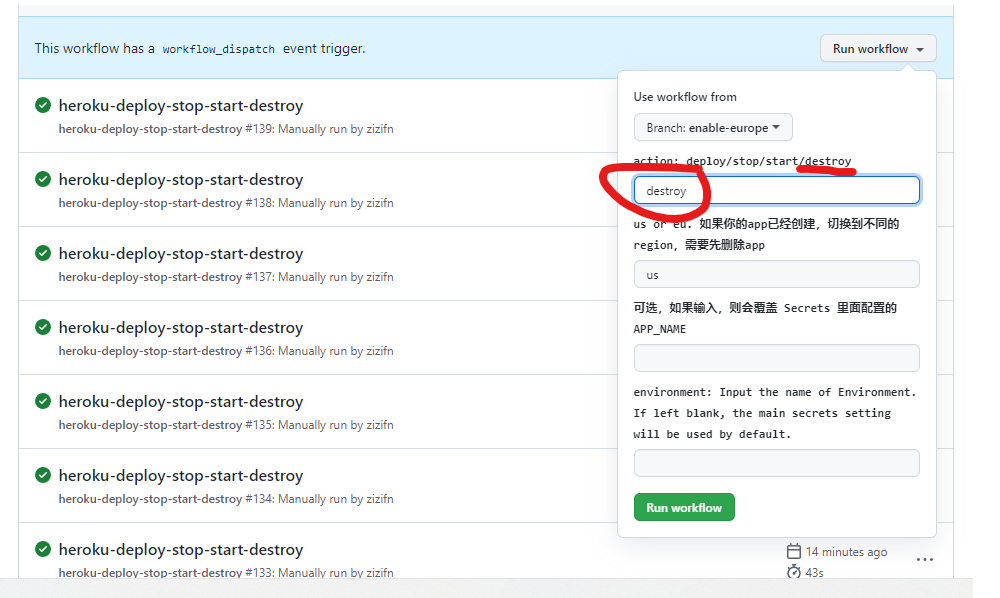 This workflow has a workflow_dispatch event trigger.
Run workflow
heroku-deploy-stop-start-destroy
heroku-deploy-stop-start-destroy #139: Manually run by zizifn
heroku-deploy-stop-start-destroy
heroku-deploy-stop-start-destroy #138: Manually run by zizifn
heroku-deploy-stop-start-destroy
heroku-deploy-stop-start-destroy #137: Manually run by zizifn
heroku-deploy-stop-start-destroy
heroku-deploy-stop-start-destroy #136: Manually run by zizifn
heroku-deploy-stop-start-destroy
heroku-deploy-stop-start-destroy #135: Manually run by zizifn
heroku-deploy-stop-start-destroy
heroku-deploy-stop-start-destroy #134: Manually run by zizifn
heroku-deploy-stop-start-destroy
heroku-deploy-stop-start-destroy #133: Manually run by zizifn
Use workflow from
Branch: enable-europe
action: deploy/stop/start/destroy
destroy
us or eu. 如果你的app已经创建，切换到不同的
region，需要先删除app
us
可选，如果输入，则会覆盖 Secrets 里面配置的
APP_NAME
environment: Input the name of Environment.
If left blank, the main secrets setting
will be used by default.
Run workflow
14 minutes ago
43s